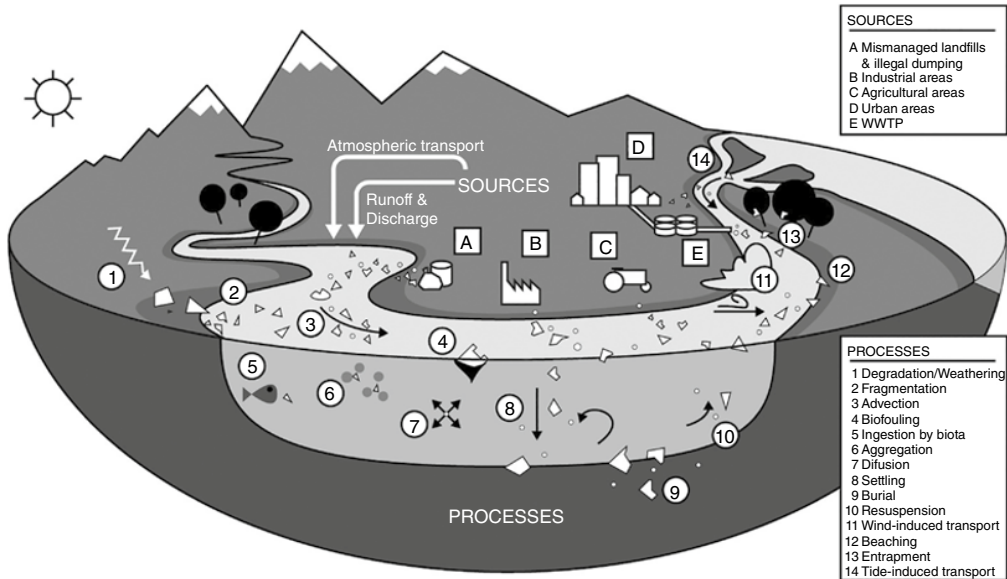 SOURCES
A Mismanaged landfills
& illegal dumping
B Industrial areas
C Agricultural areas
D Urban areas
E WWTP
Atmospheric transport
SOURCES
Runoff &
Discharge
A
B
C
D
E
1
2
3
4
5
6
7
8
9
10
11
12
13
14
PROCESSES
PROCESSES
1 Degradation/Weathering
2 Fragmentation
3 Advection
4 Biofouling
5 Ingestion by biota
6 Aggregation
7 Difusion
8 Settling
9 Burial
10 Resuspension
11 Wind-induced transport
12 Beaching
13 Entrapment
14 Tide-induced transport